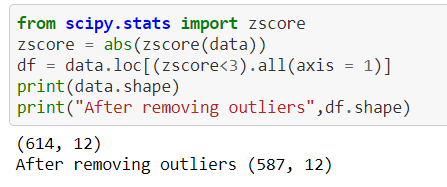 from scipy.stats import zscore
zscore = abs(zscore(data))
df = data.loc[(zscore<3).all(axis = 1)]
print(data.shape)
print("After removing outliers",df.shape)
(614, 12)
After removing outliers (587, 12)